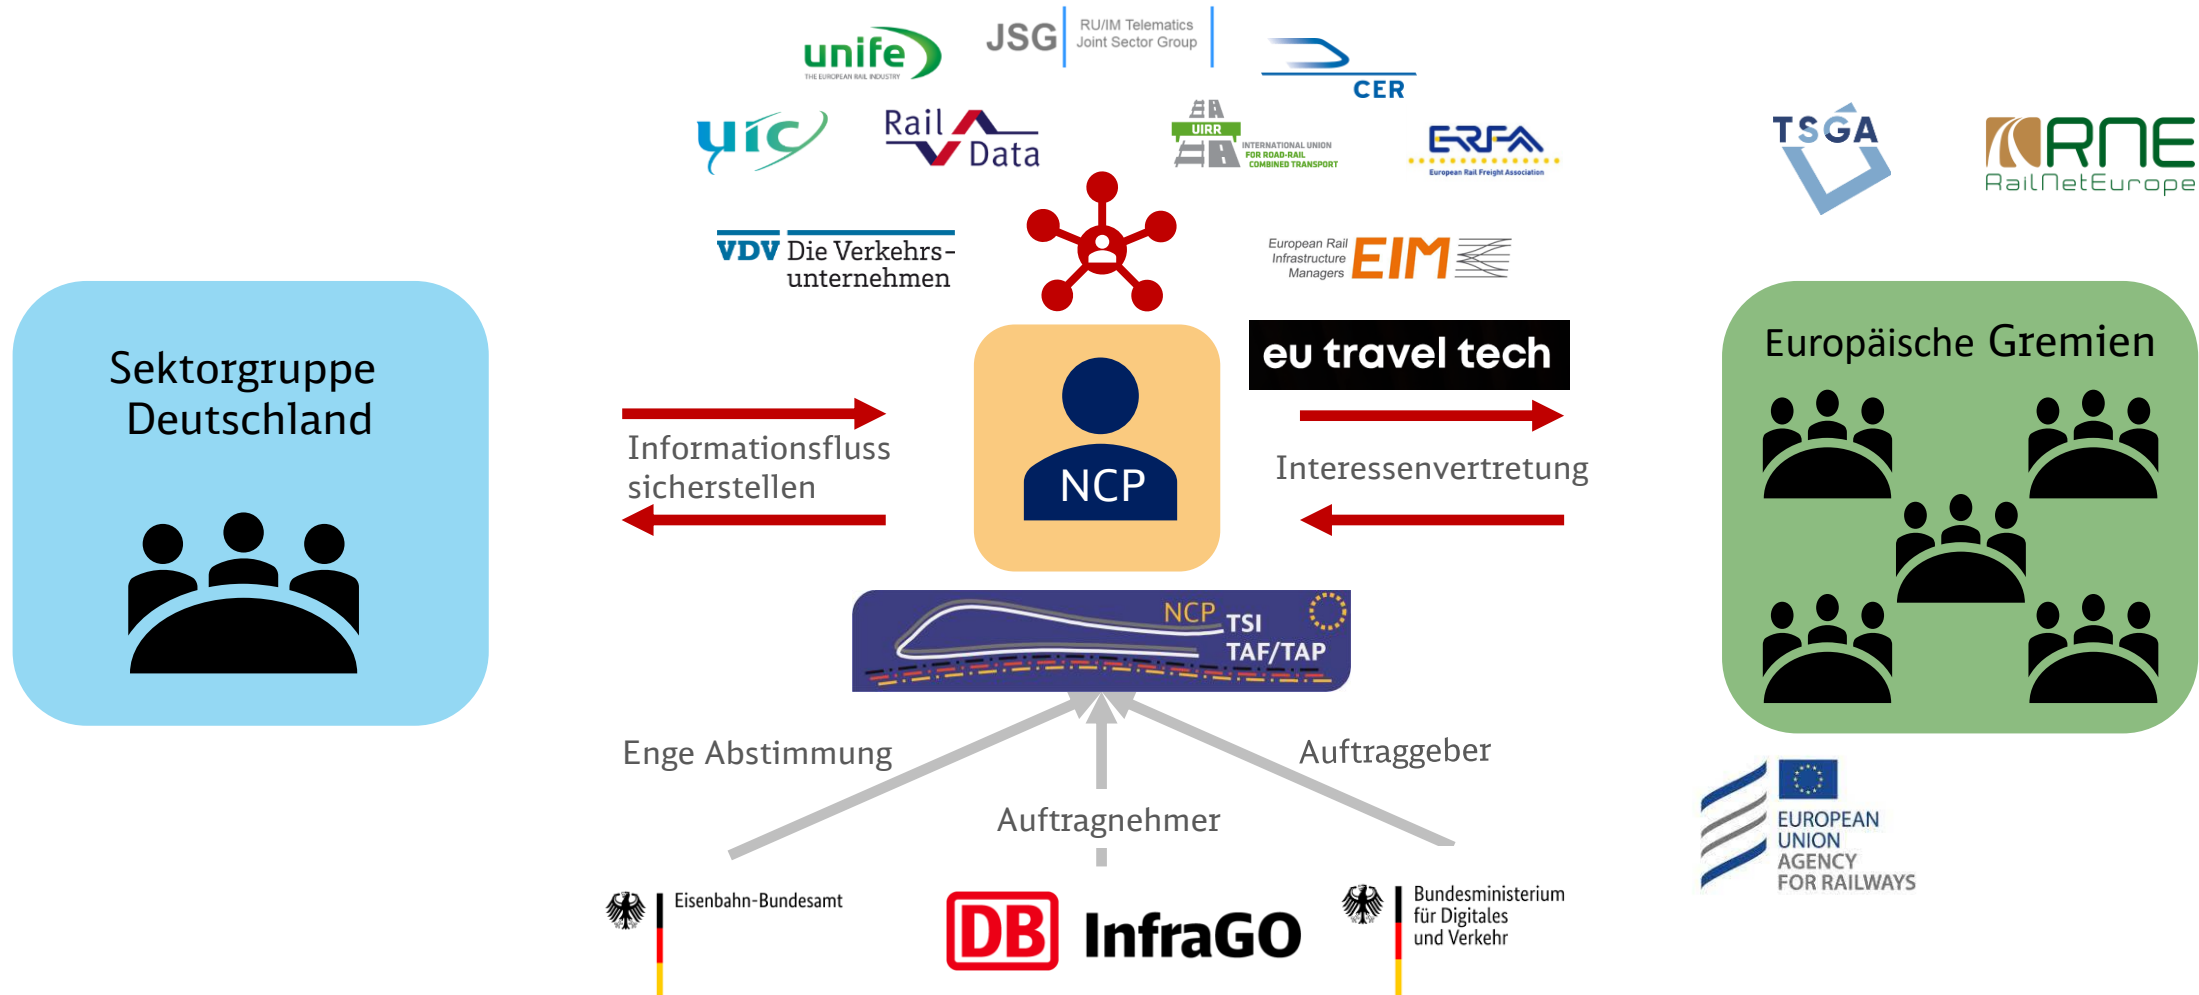 unife
THE EUROPEAN RAIL INDUSTRY
JSG
RU/IM Telematics
Joint Sector Group
CER
uic
Rail
Data
UIRR
INTERNATIONAL UNION
FOR ROAD-RAIL
COMBINED TRANSPORT
ERFA
European Rail Freight Association
TSGA
RNE
RailNetEurope
VDV Die Verkehrs-
unternehmen
European Rail
Infrastructure
Managers
EIM
eu travel tech
Sektorgruppe
Deutschland
Informationsfluss
sicherstellen
NCP
Interessenvertretung
Europäische Gremien
NCP
TSI
TAF/TAP
Enge Abstimmung
Auftragnehmer
Auftraggeber
Eisenbahn-Bundesamt
DB InfraGO
Bundesministerium
für Digitales
und Verkehr
EUROPEAN
UNION
AGENCY
FOR RAILWAYS